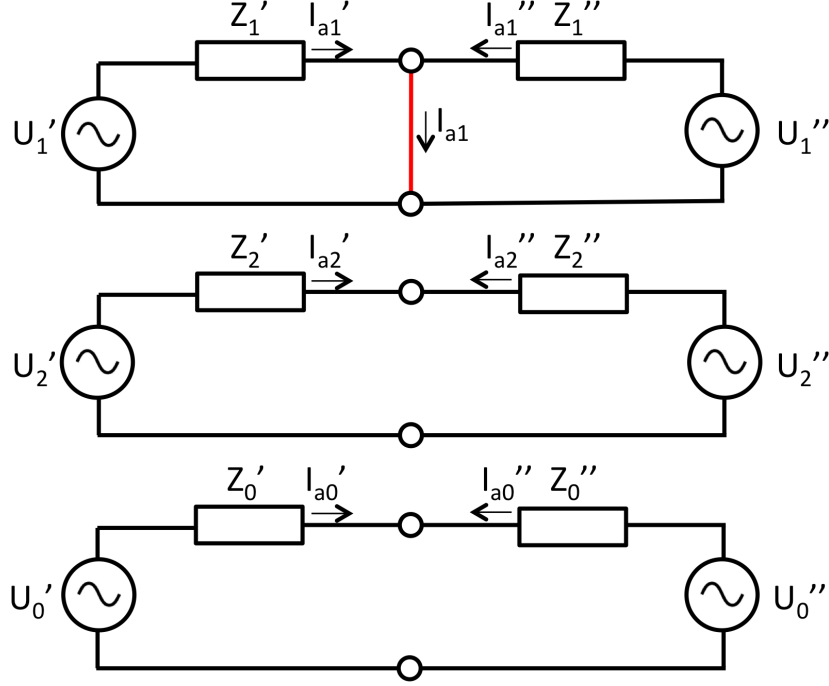 Z₁’ Iₐ₁’ Iₐ₁’’ Z₁’’
U₁’ Iₐ₁ U₁’’
Z₂’ Iₐ₂’ Iₐ₂’’ Z₂’’
U₂’ U₂’’
Z₀’ Iₐ₀’ Iₐ₀’’ Z₀’’
U₀’ U₀’’